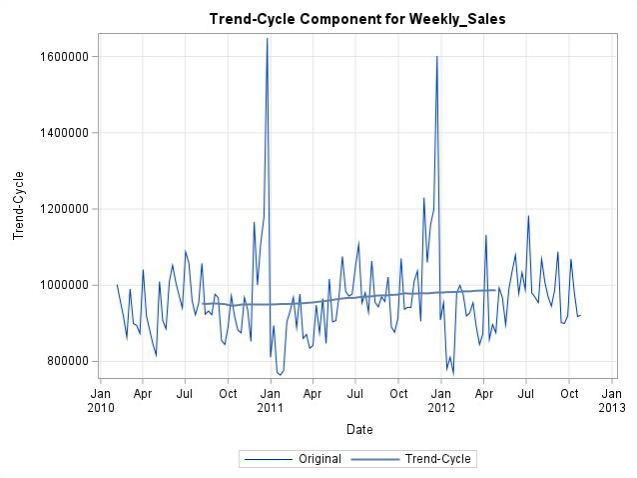 Trend-Cycle Component for Weekly_Sales
1600000
1400000
1200000
1000000
800000
Trend-Cycle
Jan Apr Jul Oct Jan Apr Jul Oct Jan Apr Jul Oct Jan
2010 2011 2012 2013
Date
Original Trend-Cycle